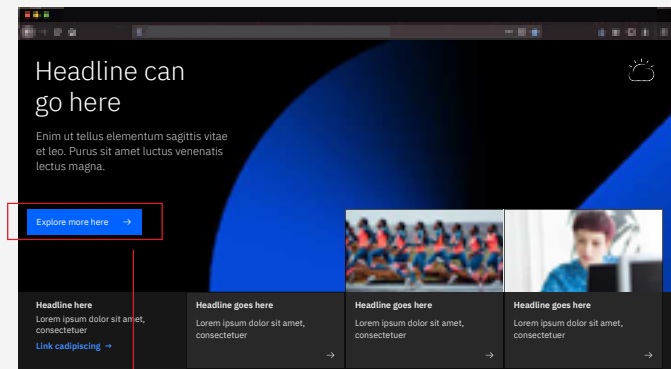 Headline can
go here
Enim ut tellus elementum sagittis vitae
et leo. Purus sit amet luctus venenatis
lectus magna.
Explore more here →
Headline here
Lorem ipsum dolor sit amet,
consectetuer
Link cadipiscing →
Headline goes here
Lorem ipsum dolor sit amet,
consectetuer
→
Headline goes here
Lorem ipsum dolor sit amet,
consectetuer
→
Headline goes here
Lorem ipsum dolor sit amet,
consectetuer
→